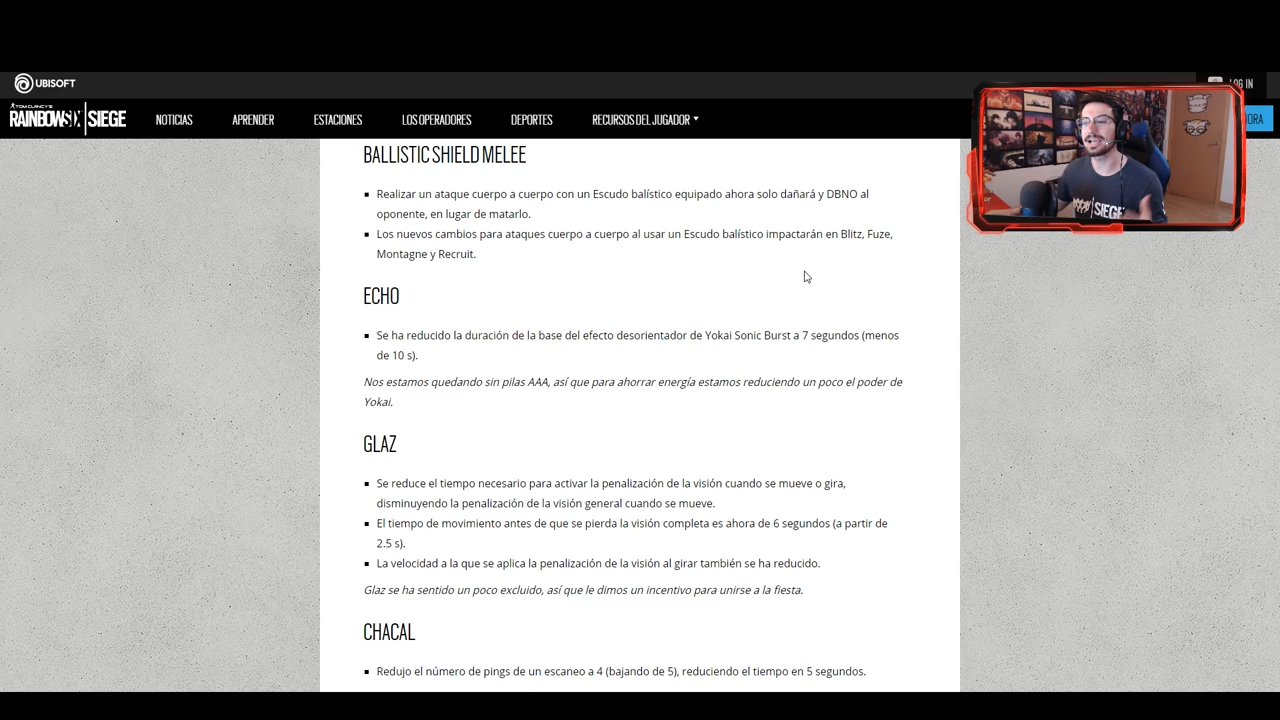 UBISOFT
LOG IN
TOM CLANCY'S
RAINBOW SIX | SIEGE
NOTICIAS
APRENDER
ESTACIONES
LOS OPERADORES
DEPORTES
RECURSOS DEL JUGADOR
BALLISTIC SHIELD MELEE
Realizar un ataque cuerpo a cuerpo con un Escudo balístico equipado ahora solo dañará y DBNO al
oponente, en lugar de matarlo.
Los nuevos cambios para ataques cuerpo a cuerpo al usar un Escudo balístico impactarán en Blitz, Fuze,
Montagne y Recruit.
ECHO
Se ha reducido la duración de la base del efecto desorientador de Yokai Sonic Burst a 7 segundos (menos
de 10 s).
Nos estamos quedando sin pilas AAA, así que para ahorrar energía estamos reduciendo un poco el poder de
Yokai.
GLAZ
Se reduce el tiempo necesario para activar la penalización de la visión cuando se mueve o gira,
disminuyendo la penalización de la visión general cuando se mueve.
El tiempo de movimiento antes de que se pierda la visión completa es ahora de 6 segundos (a partir de
2.5 s).
La velocidad a la que se aplica la penalización de la visión al girar también se ha reducido.
Glaz se ha sentido un poco excluido, así que le dimos un incentivo para unirse a la fiesta.
CHACAL
Redujo el número de pings de un escaneo a 4 (bajando de 5), reduciendo el tiempo en 5 segundos.
SIEGE